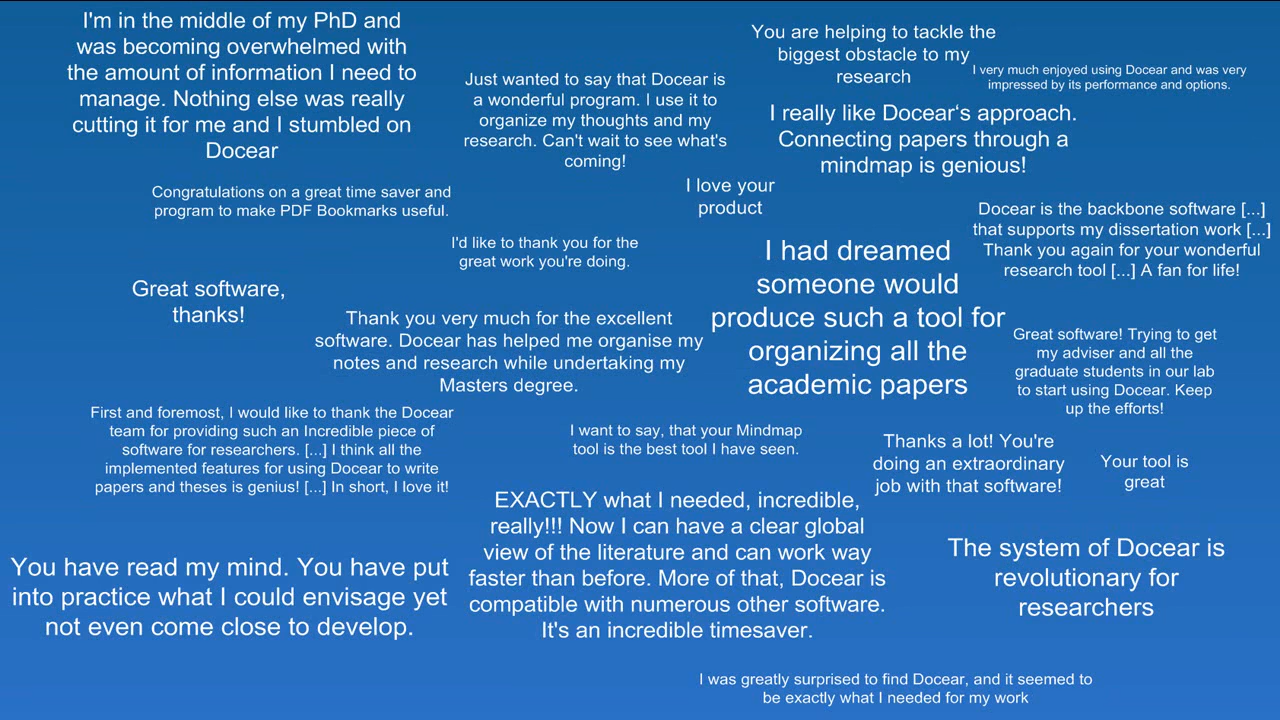 I'm in the middle of my PhD and
was becoming overwhelmed with
the amount of information I need to
manage. Nothing else was really
cutting it for me and I stumbled on
Docear
Just wanted to say that Docear is
a wonderful program. I use it to
organize my thoughts and my
research. Can't wait to see what's
coming!
You are helping to tackle the
biggest obstacle to my
research
I very much enjoyed using Docear and was very
impressed by its performance and options.
I really like Docear‘s approach.
Connecting papers through a
mindmap is genious!
Congratulations on a great time saver and
program to make PDF Bookmarks useful.
I love your
product
Docear is the backbone software [...]
that supports my dissertation work [...]
Thank you again for your wonderful
research tool [...] A fan for life!
I'd like to thank you for the
great work you're doing.
I had dreamed
someone would
produce such a tool for
organizing all the
academic papers
Great software,
thanks!
Thank you very much for the excellent
software. Docear has helped me organise my
notes and research while undertaking my
Masters degree.
Great software! Trying to get
my adviser and all the
graduate students in our lab
to start using Docear. Keep
up the efforts!
First and foremost, I would like to thank the Docear
team for providing such an Incredible piece of
software for researchers. [...] I think all the
implemented features for using Docear to write
papers and theses is genius! [...] In short, I love it!
I want to say, that your Mindmap
tool is the best tool I have seen.
Thanks a lot! You're
doing an extraordinary
job with that software!
Your tool is
great
EXACTLY what I needed, incredible,
really!!! Now I can have a clear global
view of the literature and can work way
faster than before. More of that, Docear is
compatible with numerous other software.
It's an incredible timesaver.
You have read my mind. You have put
into practice what I could envisage yet
not even come close to develop.
The system of Docear is
revolutionary for
researchers
I was greatly surprised to find Docear, and it seemed to
be exactly what I needed for my work